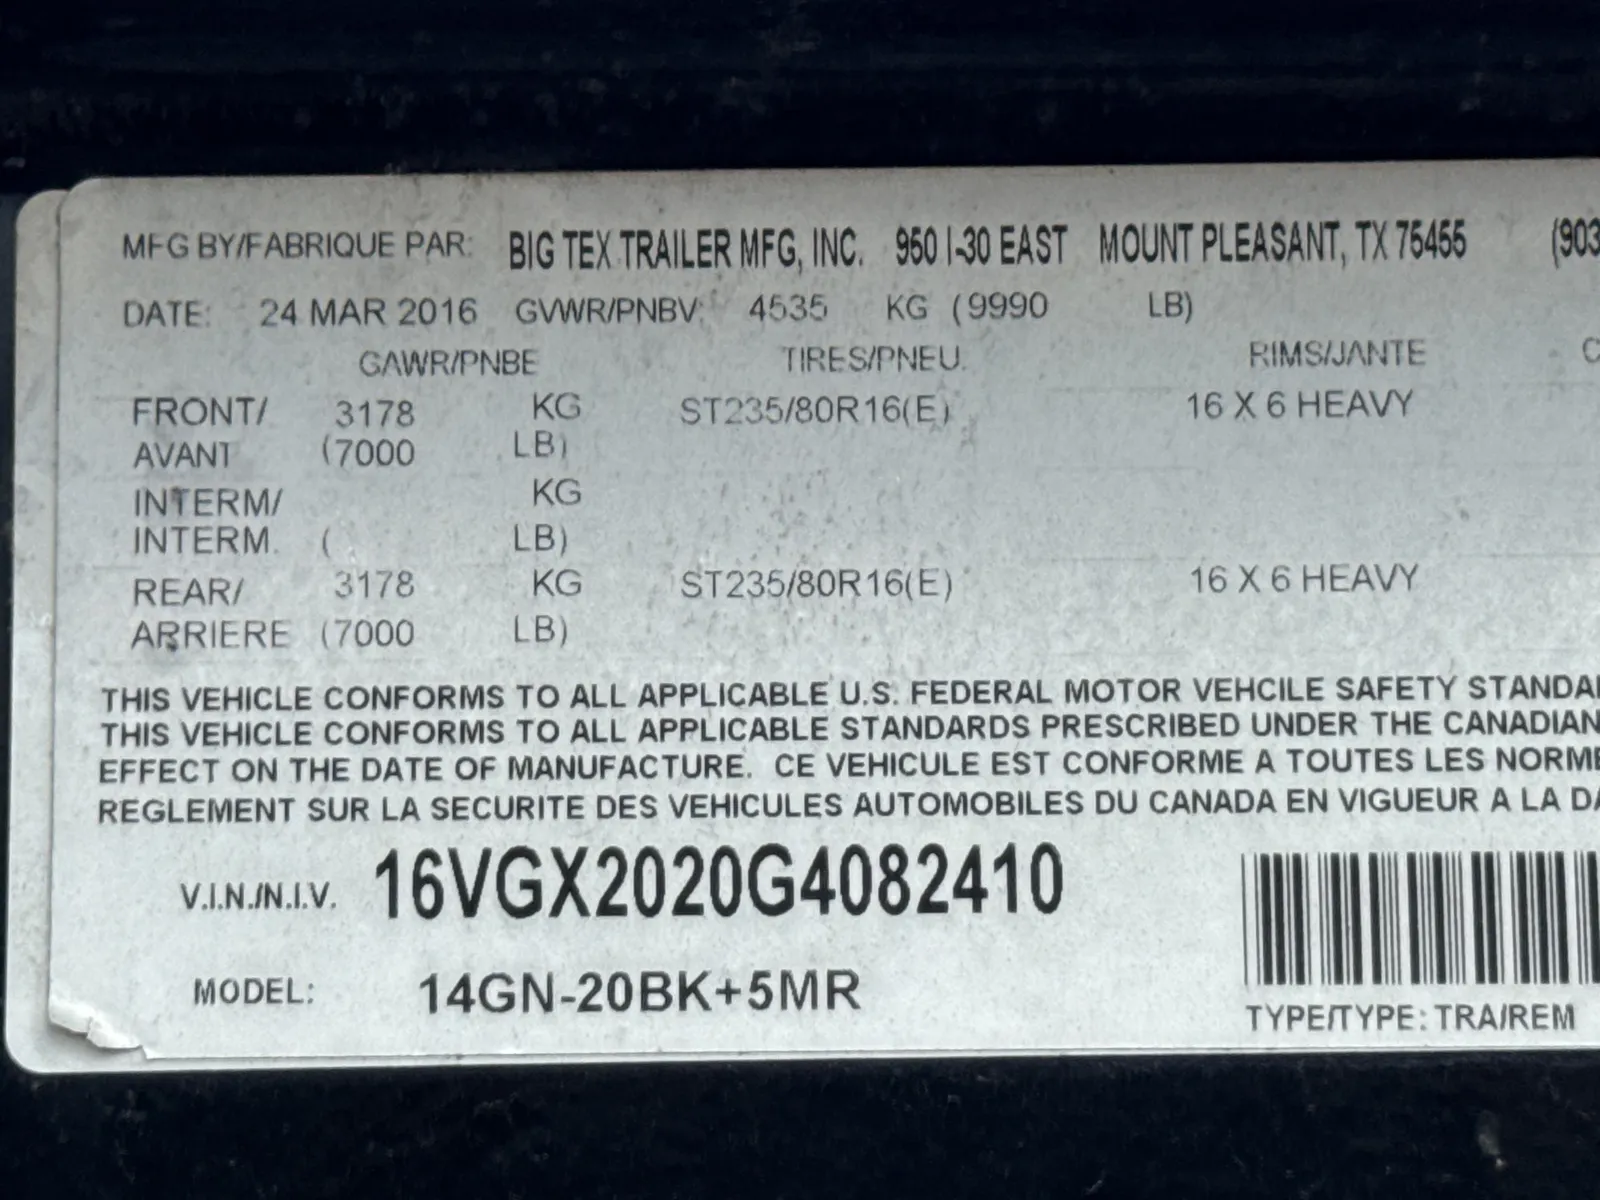 MFG BY/FABRIQUE PAR: BIG TEX TRAILER MFG, INC. 950 I-30 EAST MOUNT PLEASANT, TX 75455 (903
DATE: 24 MAR 2016 GVWR/PNBV: 4535 KG (9990 LB)
GAWR/PNBE TIRES/PNEU. RIMS/JANTE C
FRONT/ 3178 KG ST235/80R16(E) 16 X 6 HEAVY
AVANT (7000 LB)
INTERM/ KG
INTERM. ( LB)
REAR/ 3178 KG ST235/80R16(E) 16 X 6 HEAVY
ARRIERE (7000 LB)
THIS VEHICLE CONFORMS TO ALL APPLICABLE U.S. FEDERAL MOTOR VEHCILE SAFETY STANDA
THIS VEHICLE CONFORMS TO ALL APPLICABLE STANDARDS PRESCRIBED UNDER THE CANADIAN
EFFECT ON THE DATE OF MANUFACTURE. CE VEHICULE EST CONFORME A TOUTES LES NORME
REGLEMENT SUR LA SECURITE DES VEHICULES AUTOMOBILES DU CANADA EN VIGUEUR A LA DA
V.I.N./N.I.V. 16VGX2020G4082410
MODEL: 14GN-20BK+5MR
TYPE/TYPE: TRA/REM